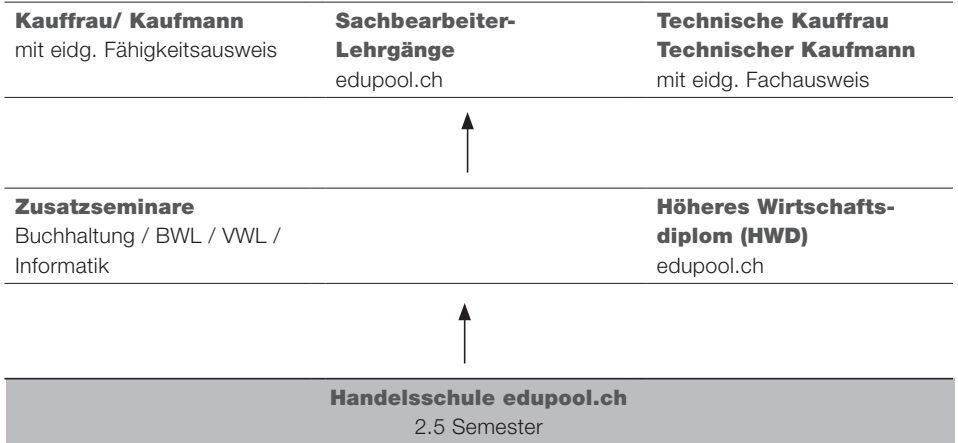 Kauffrau/ Kaufmann
mit eidg. Fähigkeitsausweis
Sachbearbeiter-
Lehrgänge
edupool.ch
Technische Kauffrau
Technischer Kaufmann
mit eidg. Fachausweis
Zusatzseminare
Buchhaltung / BWL / VWL /
Informatik
Höheres Wirtschafts-
diplom (HWD)
edupool.ch
Handelsschule edupool.ch
2.5 Semester